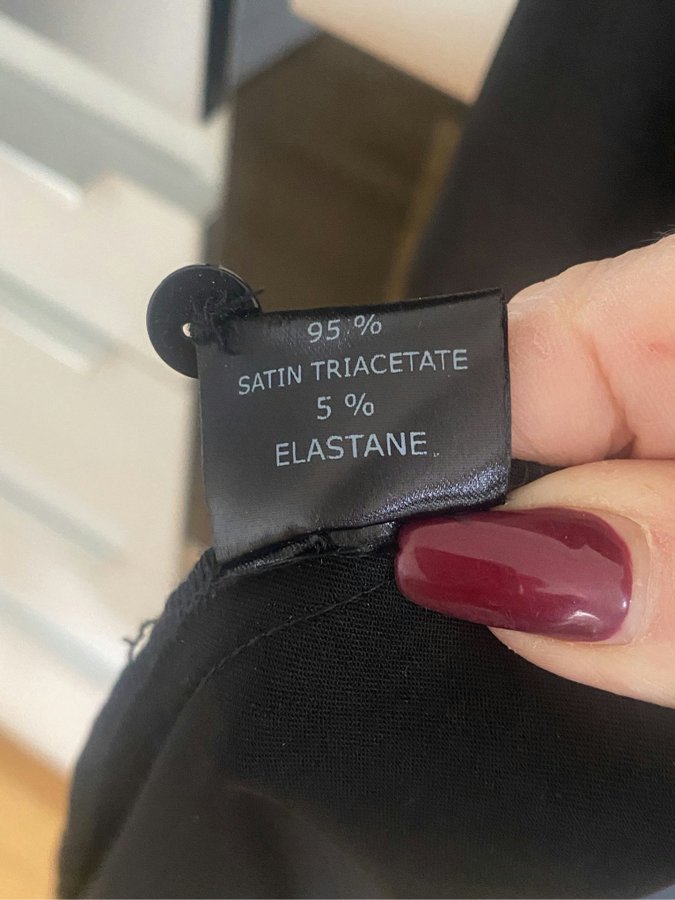 95 %
SATIN TRIACETATE
5 %
ELASTANE